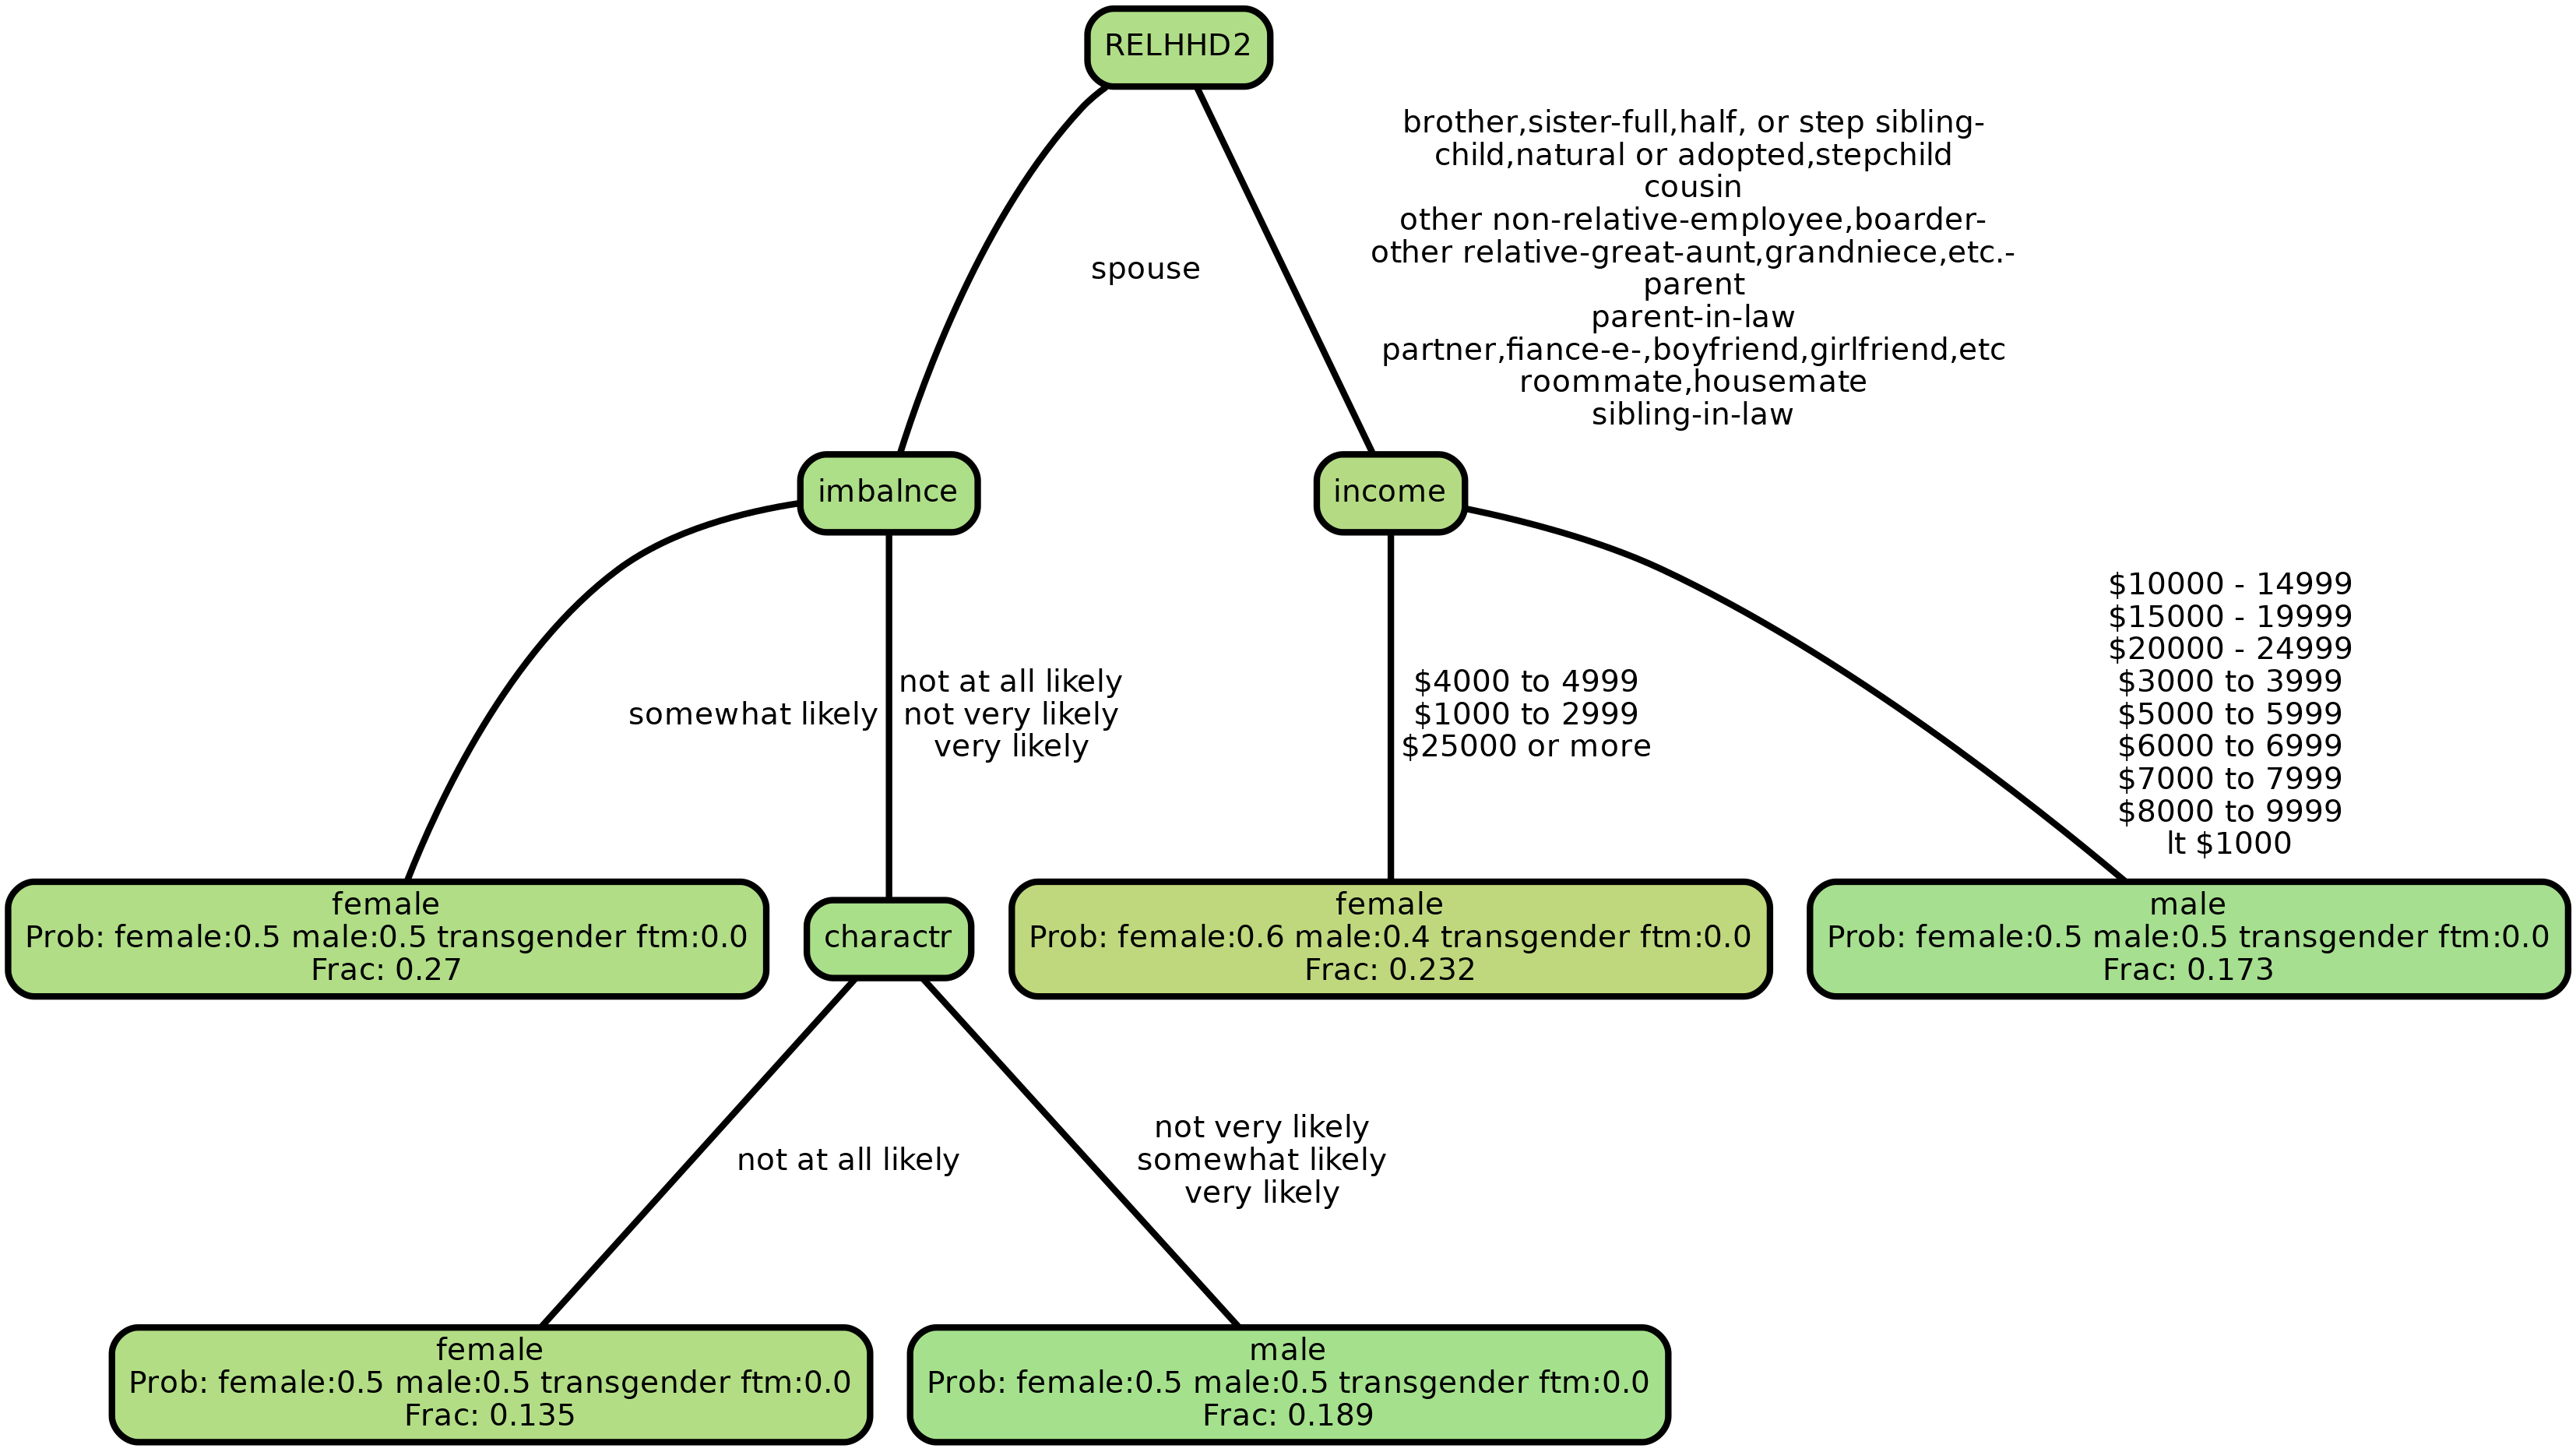 RELHHD2
spouse
brother,sister-full,half, or step sibling-
child,natural or adopted,stepchild
cousin
other non-relative-employee,boarder-
other relative-great-aunt,grandniece,etc.-
parent
parent-in-law
partner,fiance-e-,boyfriend,girlfriend,etc
roommate,housemate
sibling-in-law
imbalnce
income
somewhat likely
not at all likely
not very likely
very likely
$4000 to 4999
$1000 to 2999
$25000 or more
$10000 - 14999
$15000 - 19999
$20000 - 24999
$3000 to 3999
$5000 to 5999
$6000 to 6999
$7000 to 7999
$8000 to 9999
lt $1000
female
Prob: female:0.5 male:0.5 transgender ftm:0.0
Frac: 0.27
charactr
female
Prob: female:0.6 male:0.4 transgender ftm:0.0
Frac: 0.232
male
Prob: female:0.5 male:0.5 transgender ftm:0.0
Frac: 0.173
not at all likely
not very likely
somewhat likely
very likely
female
Prob: female:0.5 male:0.5 transgender ftm:0.0
Frac: 0.135
male
Prob: female:0.5 male:0.5 transgender ftm:0.0
Frac: 0.189